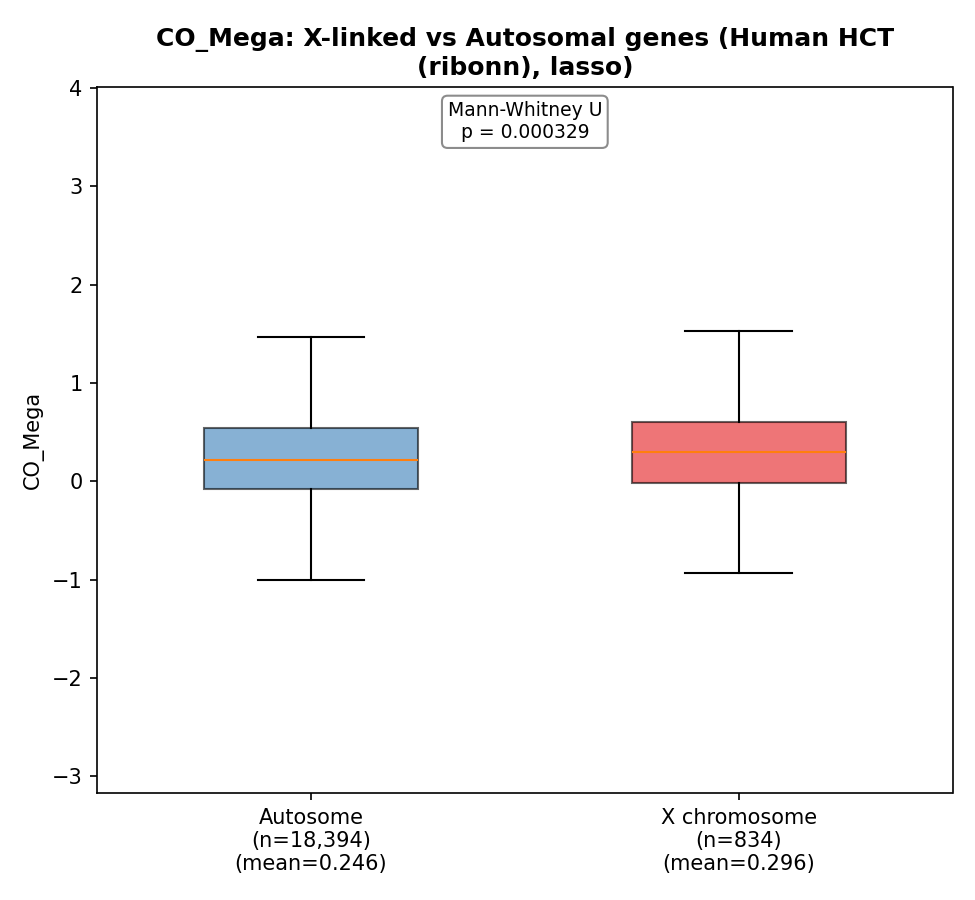 CO_Mega: X-linked vs Autosomal genes (Human HCT
(ribonn), lasso)
Mann-Whitney U
p = 0.000329
4
3
2
1
0
−1
−2
−3
CO_Mega
Autosome
(n=18,394)
(mean=0.246)
X chromosome
(n=834)
(mean=0.296)